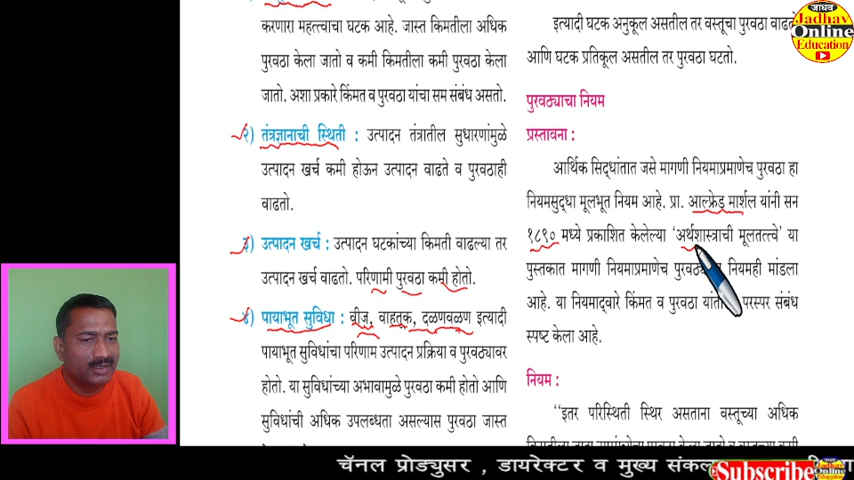 करणारा महत्त्वाचा घटक आहे. जास्त किमतीला अधिक
पुरवठा केला जातो व कमी किमतीला कमी पुरवठा केला
जातो. अशा प्रकारे किंमत व पुरवठा यांचा सम संबंध असतो.
२) तंत्रज्ञानाची स्थिती : उत्पादन तंत्रातील सुधारणांमुळे
उत्पादन खर्च कमी होऊन उत्पादन वाढते व पुरवठाही
वाढतो.
३) उत्पादन खर्च : उत्पादन घटकांच्या किमती वाढल्या तर
उत्पादन खर्च वाढतो. परिणामी पुरवठा कमी होतो.
४) पायाभूत सुविधा : वीज, वाहतूक, दळणवळण इत्यादी
पायाभूत सुविधांचा परिणाम उत्पादन प्रक्रिया व पुरवठ्यावर
होतो. या सुविधांच्या अभावामुळे पुरवठा कमी होतो आणि
सुविधांची अधिक उपलब्धता असल्यास पुरवठा जास्त
इत्यादी घटक अनुकूल असतील तर वस्तूचा पुरवठा वाढतो
आणि घटक प्रतिकूल असतील तर पुरवठा घटतो.
पुरवठ्याचा नियम
प्रस्तावना :
आर्थिक सिद्धांतात जसे मागणी नियमाप्रमाणेच पुरवठा हा
नियमसुद्धा मूलभूत नियम आहे. प्रा. आल्फ्रेड मार्शल यांनी सन
१८९० मध्ये प्रकाशित केलेल्या 'अर्थशास्त्राची मूलतत्त्वे' या
पुस्तकात मागणी नियमाप्रमाणेच नियमही मांडला
आहे. या नियमाद्वारे किंमत व पुरवठा परस्पर संबंध
स्पष्ट केला आहे.
नियम :
"इतर परिस्थिती स्थिर असताना वस्तूच्या अधिक
जाधव
Jadhav
Online
Education
चॅनल प्रोड्युसर , डायरेक्टर व मुख्य
Subscribe